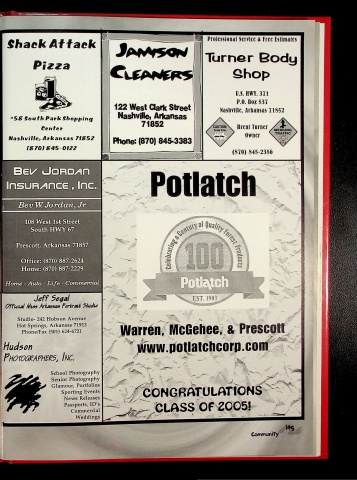 Shack Attack
Pizza
"58 South Park Shopping
Center
Nashville, Arkansas 71852
(870) 845-0122
JAMISON
CLEANERS
122 West Clark Street
Nashville, Arkansas
71852
Phone: (870) 845-3383
Professional Service & Free Estimates
Turner Body
Shop
U.S. HWY. 371
P.O. Box 937
Nashville, Arkansas 71852
Brent Turner
Owner
(870) 845-2356
BEV JORDAN
INSURANCE, INC.
Bev W. Jordan, Jr
108 West 1st Street
South HWY 67
Prescott, Arkansas 71857
Office: (870) 887-2624
Home: (870) 887-2229
Home - Auto - Life - Commercial
Jeff Segal
Official Mom Arkansas Portrait Studio
Studio- 242 Hobson Avenue
Hot Springs, Arkansas 71913
Phone/Fax (501) 624-6721
Hudson
PHOTOGRAPHERS, INC.
School Photography
Senior Photography
Glamour, Portfolios
Sporting Events
News Releases
Passports, ID's
Commercial
Weddings
Potlatch
Celebrating a Century of Quality Forest Products
100
Potlatch
EST. 1903
Warren, McGehee, & Prescott
www.potlatchcorp.com
CONGRATULATIONS
CLASS OF 2005!
Community 145